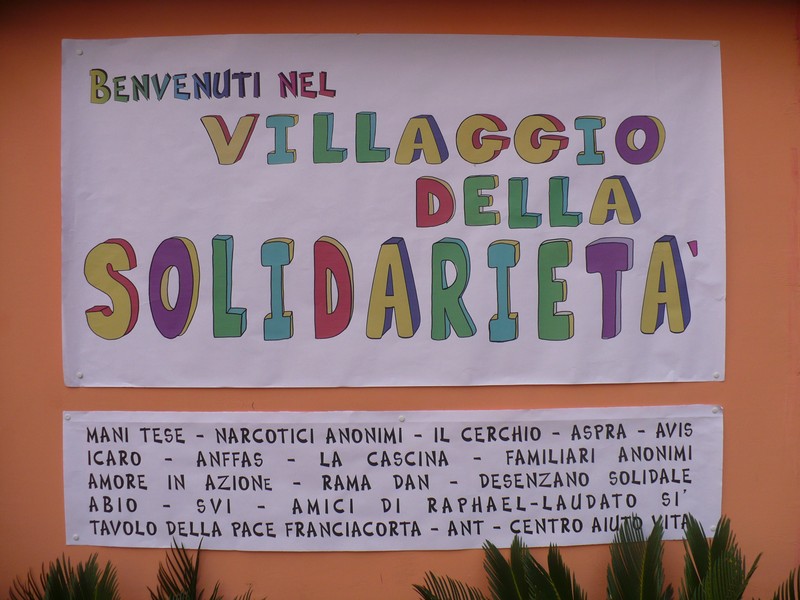 BENVENUTI NEL
VILLAGGIO
DELLA
SOLIDARIETÀ
MANI TESE - NARCOTICI ANONIMI - IL CERCHIO - ASPRA - AVIS
ICARO - ANFFAS - LA CASCINA - FAMILIARI ANONIMI
AMORE IN AZIONE - RAMA DAN - DESENZANO SOLIDALE
ABIO - SVI - AMICI DI RAPHAEL-LAUDATO SI'
TAVOLO DELLA PACE FRANCIACORTA - ANT - CENTRO AIUTO VITA